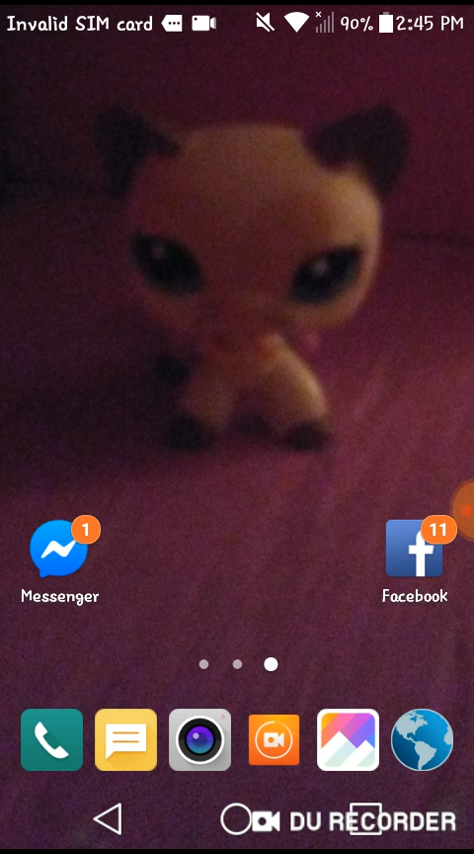 Invalid SIM card 90% 2:45 PM
1
11
Messenger
Facebook
DU RECORDER